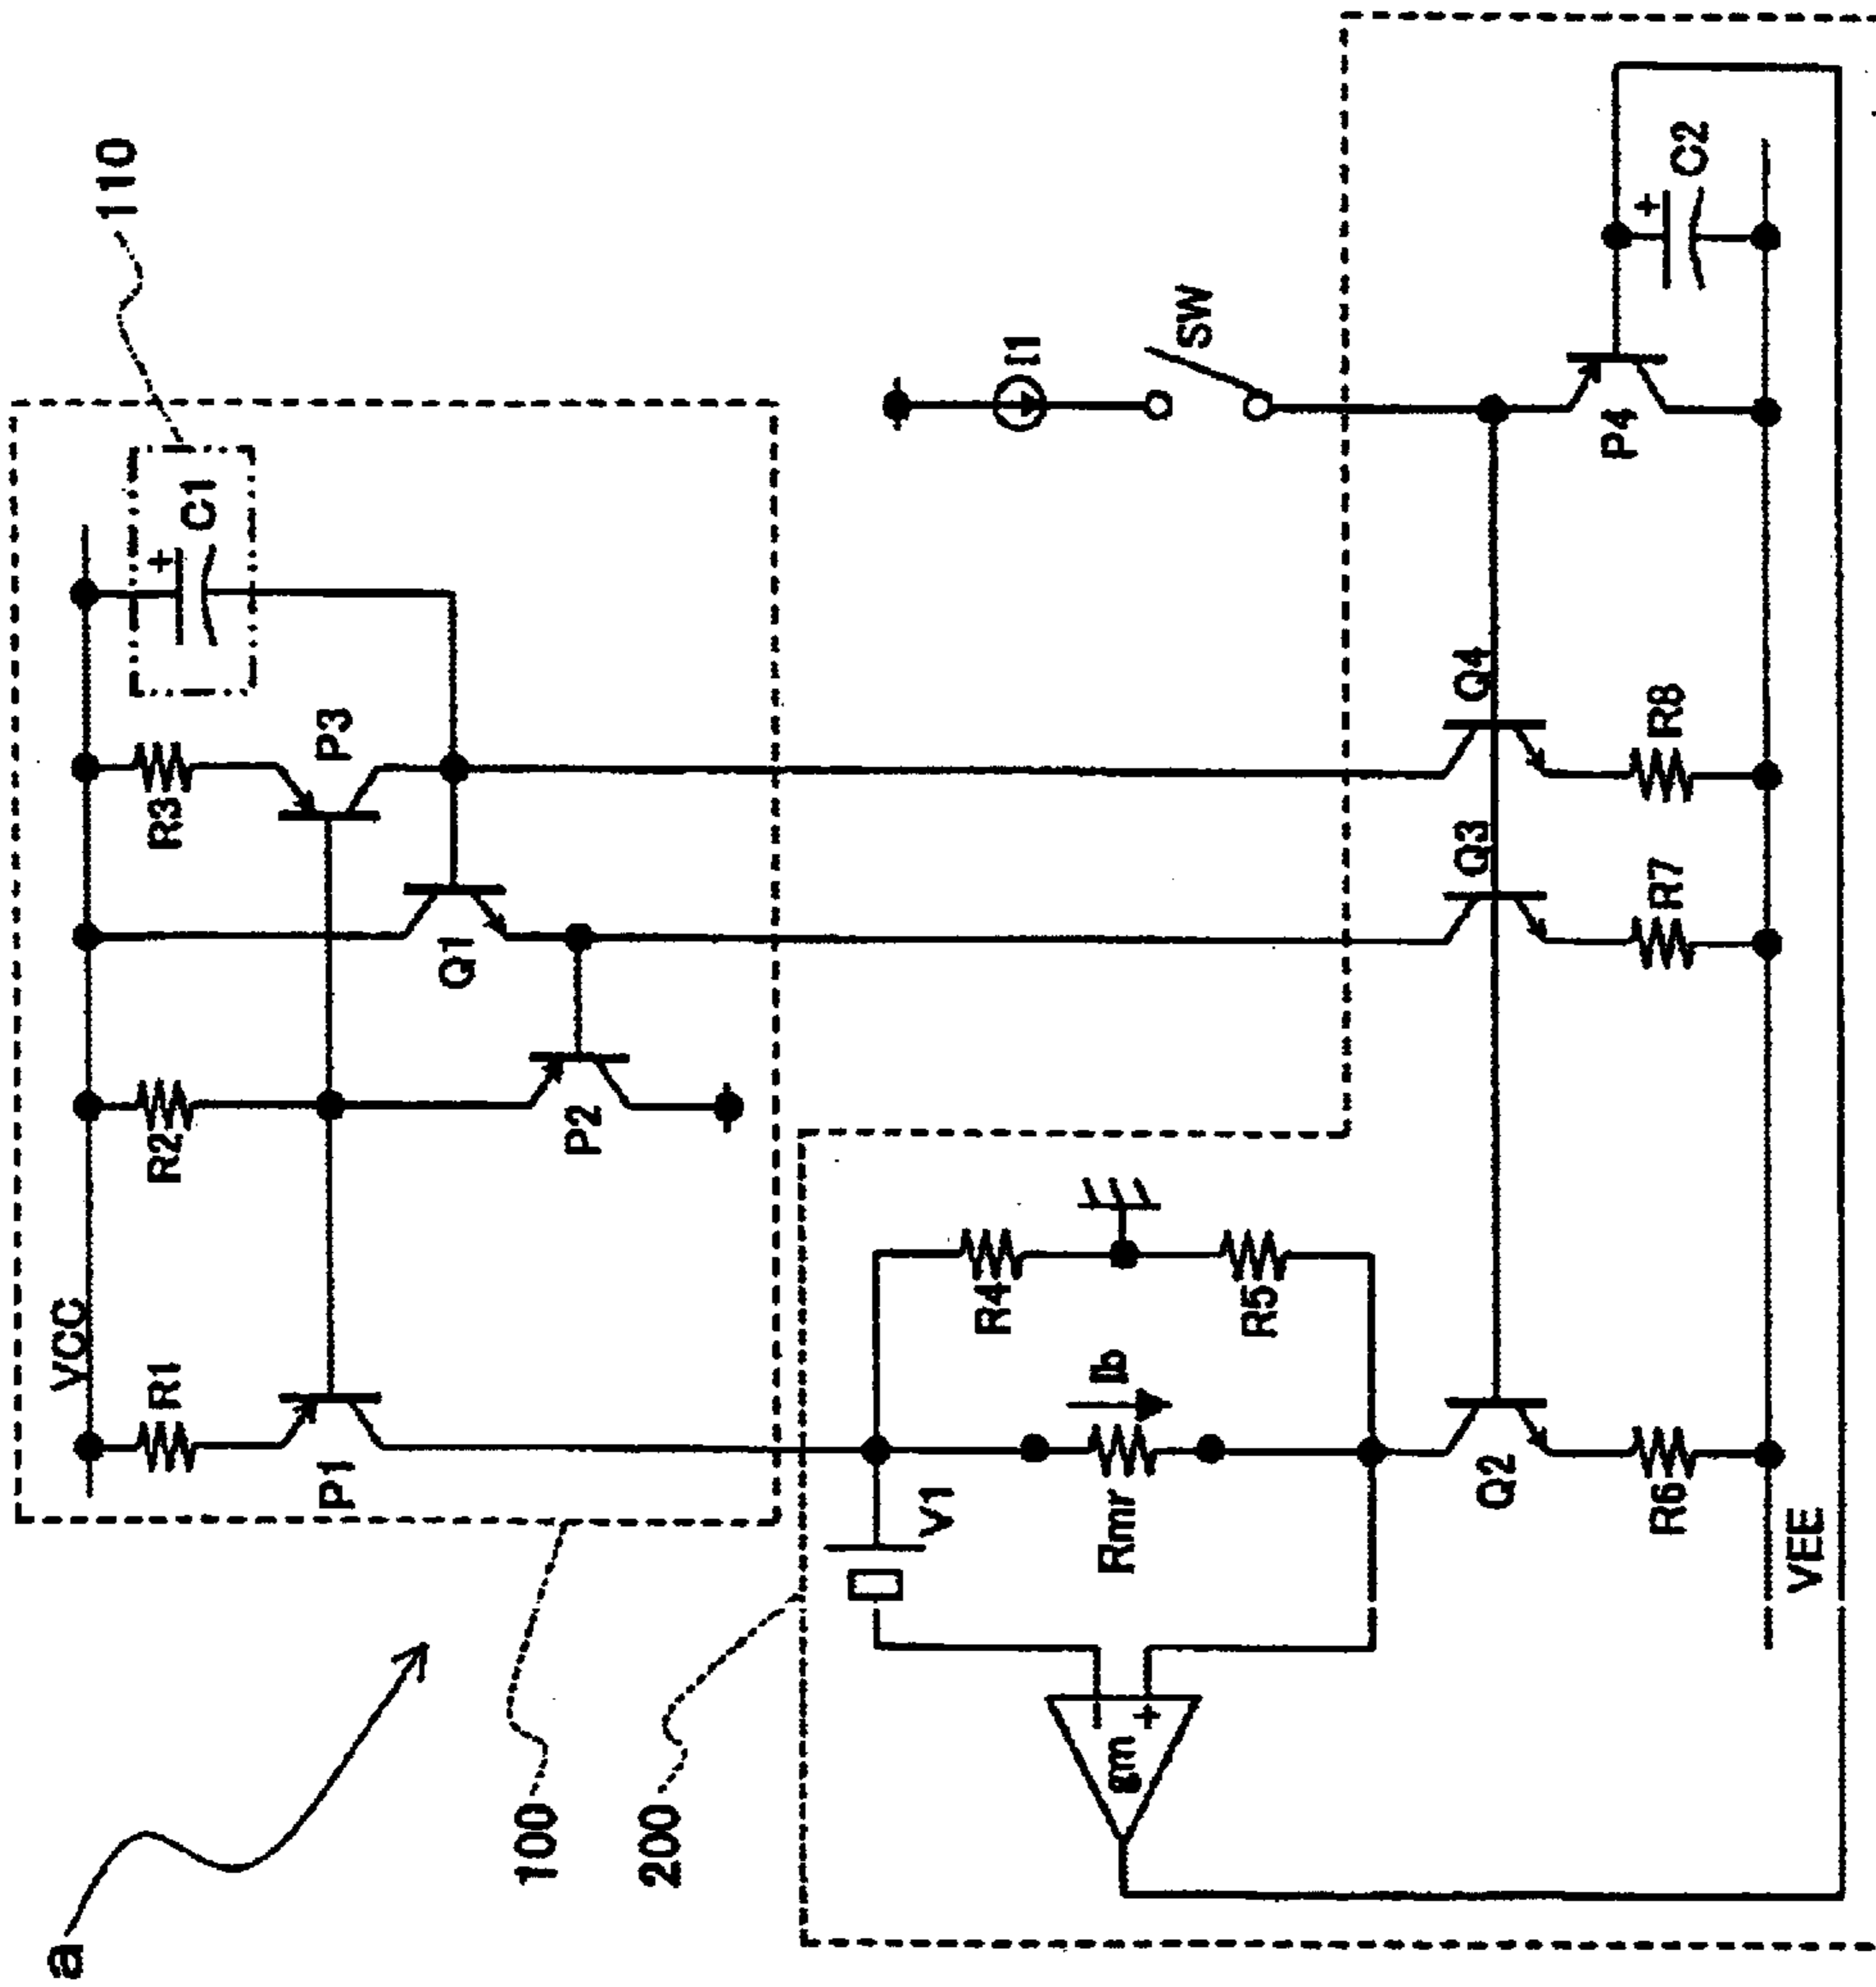 a
100
200
110
VCC
R1
R2
R3
C1
+
P1
P2
Q1
P3
V1
gm
−
+
Rmr
Ib
R4
R5
I1
SW
Q2
Q3
Q4
P4
+
C2
R6
R7
R8
VEE